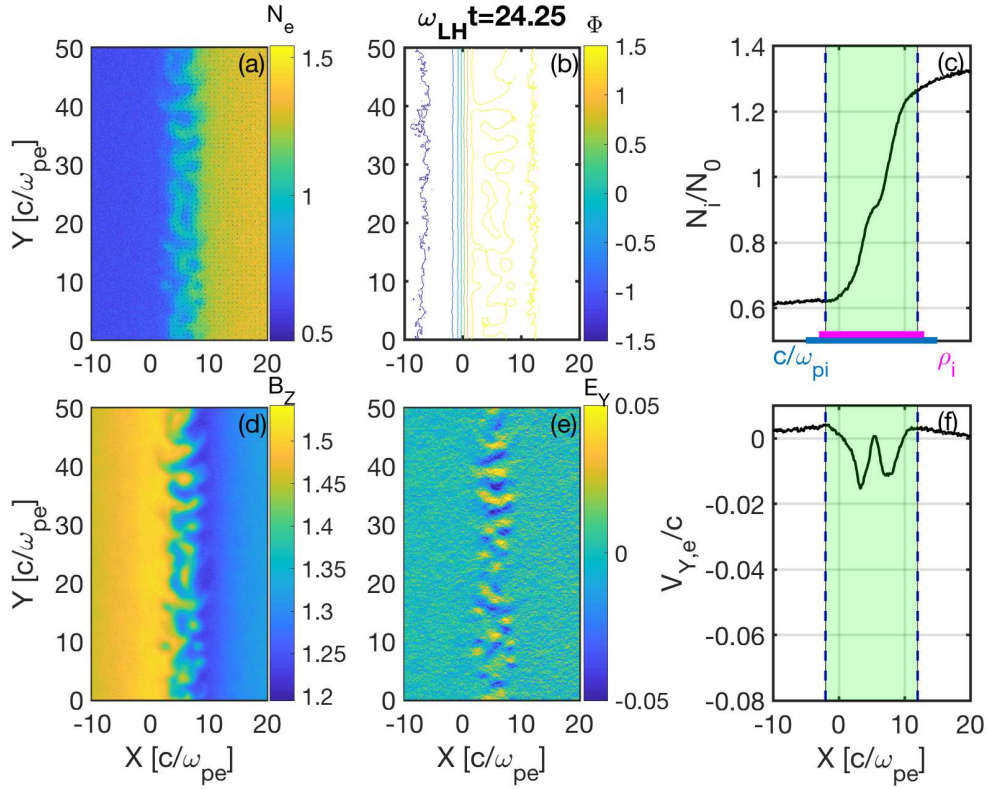 N_e
ω_LH t=24.25
Φ
50
40
30
20
10
0
Y [c/ω_pe]
(a)
-10 0 10 20
1.5
1
0.5
50
40
30
20
10
0
(b)
-10 0 10 20
1.5
1
0.5
0
-0.5
-1
-1.5
N_i/N_0
1.4
1.2
1.0
0.8
0.6
(c)
c/ω_pi
ρ_i
B_Z
50
40
30
20
10
0
Y [c/ω_pe]
(d)
-10 0 10 20
X [c/ω_pe]
1.5
1.45
1.40
1.35
1.3
1.25
1.2
E_Y
50
40
30
20
10
0
(e)
-10 0 10 20
X [c/ω_pe]
0.05
0
-0.05
V_Y,e/c
0
-0.02
-0.04
-0.06
-0.08
(f)
-10 0 10 20
X [c/ω_pe]